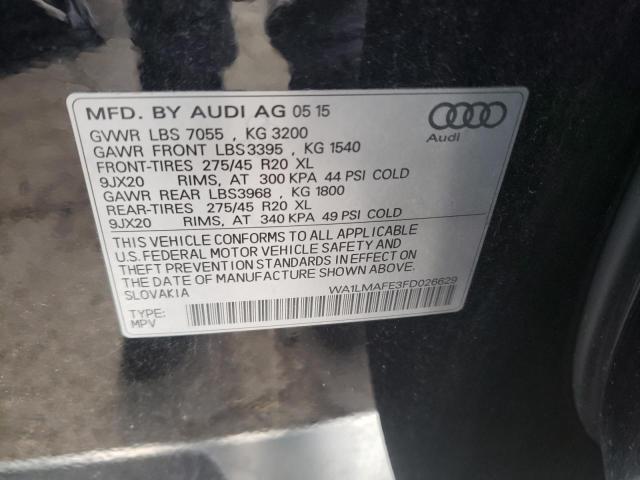 MFD. BY AUDI AG 05 15
GVWR LBS 7055 , KG 3200
GAWR FRONT LBS3395 , KG 1540
FRONT-TIRES 275/45 R20 XL
9JX20 RIMS, AT 300 KPA 44 PSI COLD
GAWR REAR LBS3968 , KG 1800
REAR-TIRES 275/45 R20 XL
9JX20 RIMS, AT 340 KPA 49 PSI COLD
THIS VEHICLE CONFORMS TO ALL APPLICABLE
U.S. FEDERAL MOTOR VEHICLE SAFETY AND
THEFT PREVENTION STANDARDS IN EFFECT ON
THE DATE OF MANUFACTURE SHOWN ABOVE
SLOVAKIA
WA1LMAFE3FD026629
TYPE:
MPV
Audi